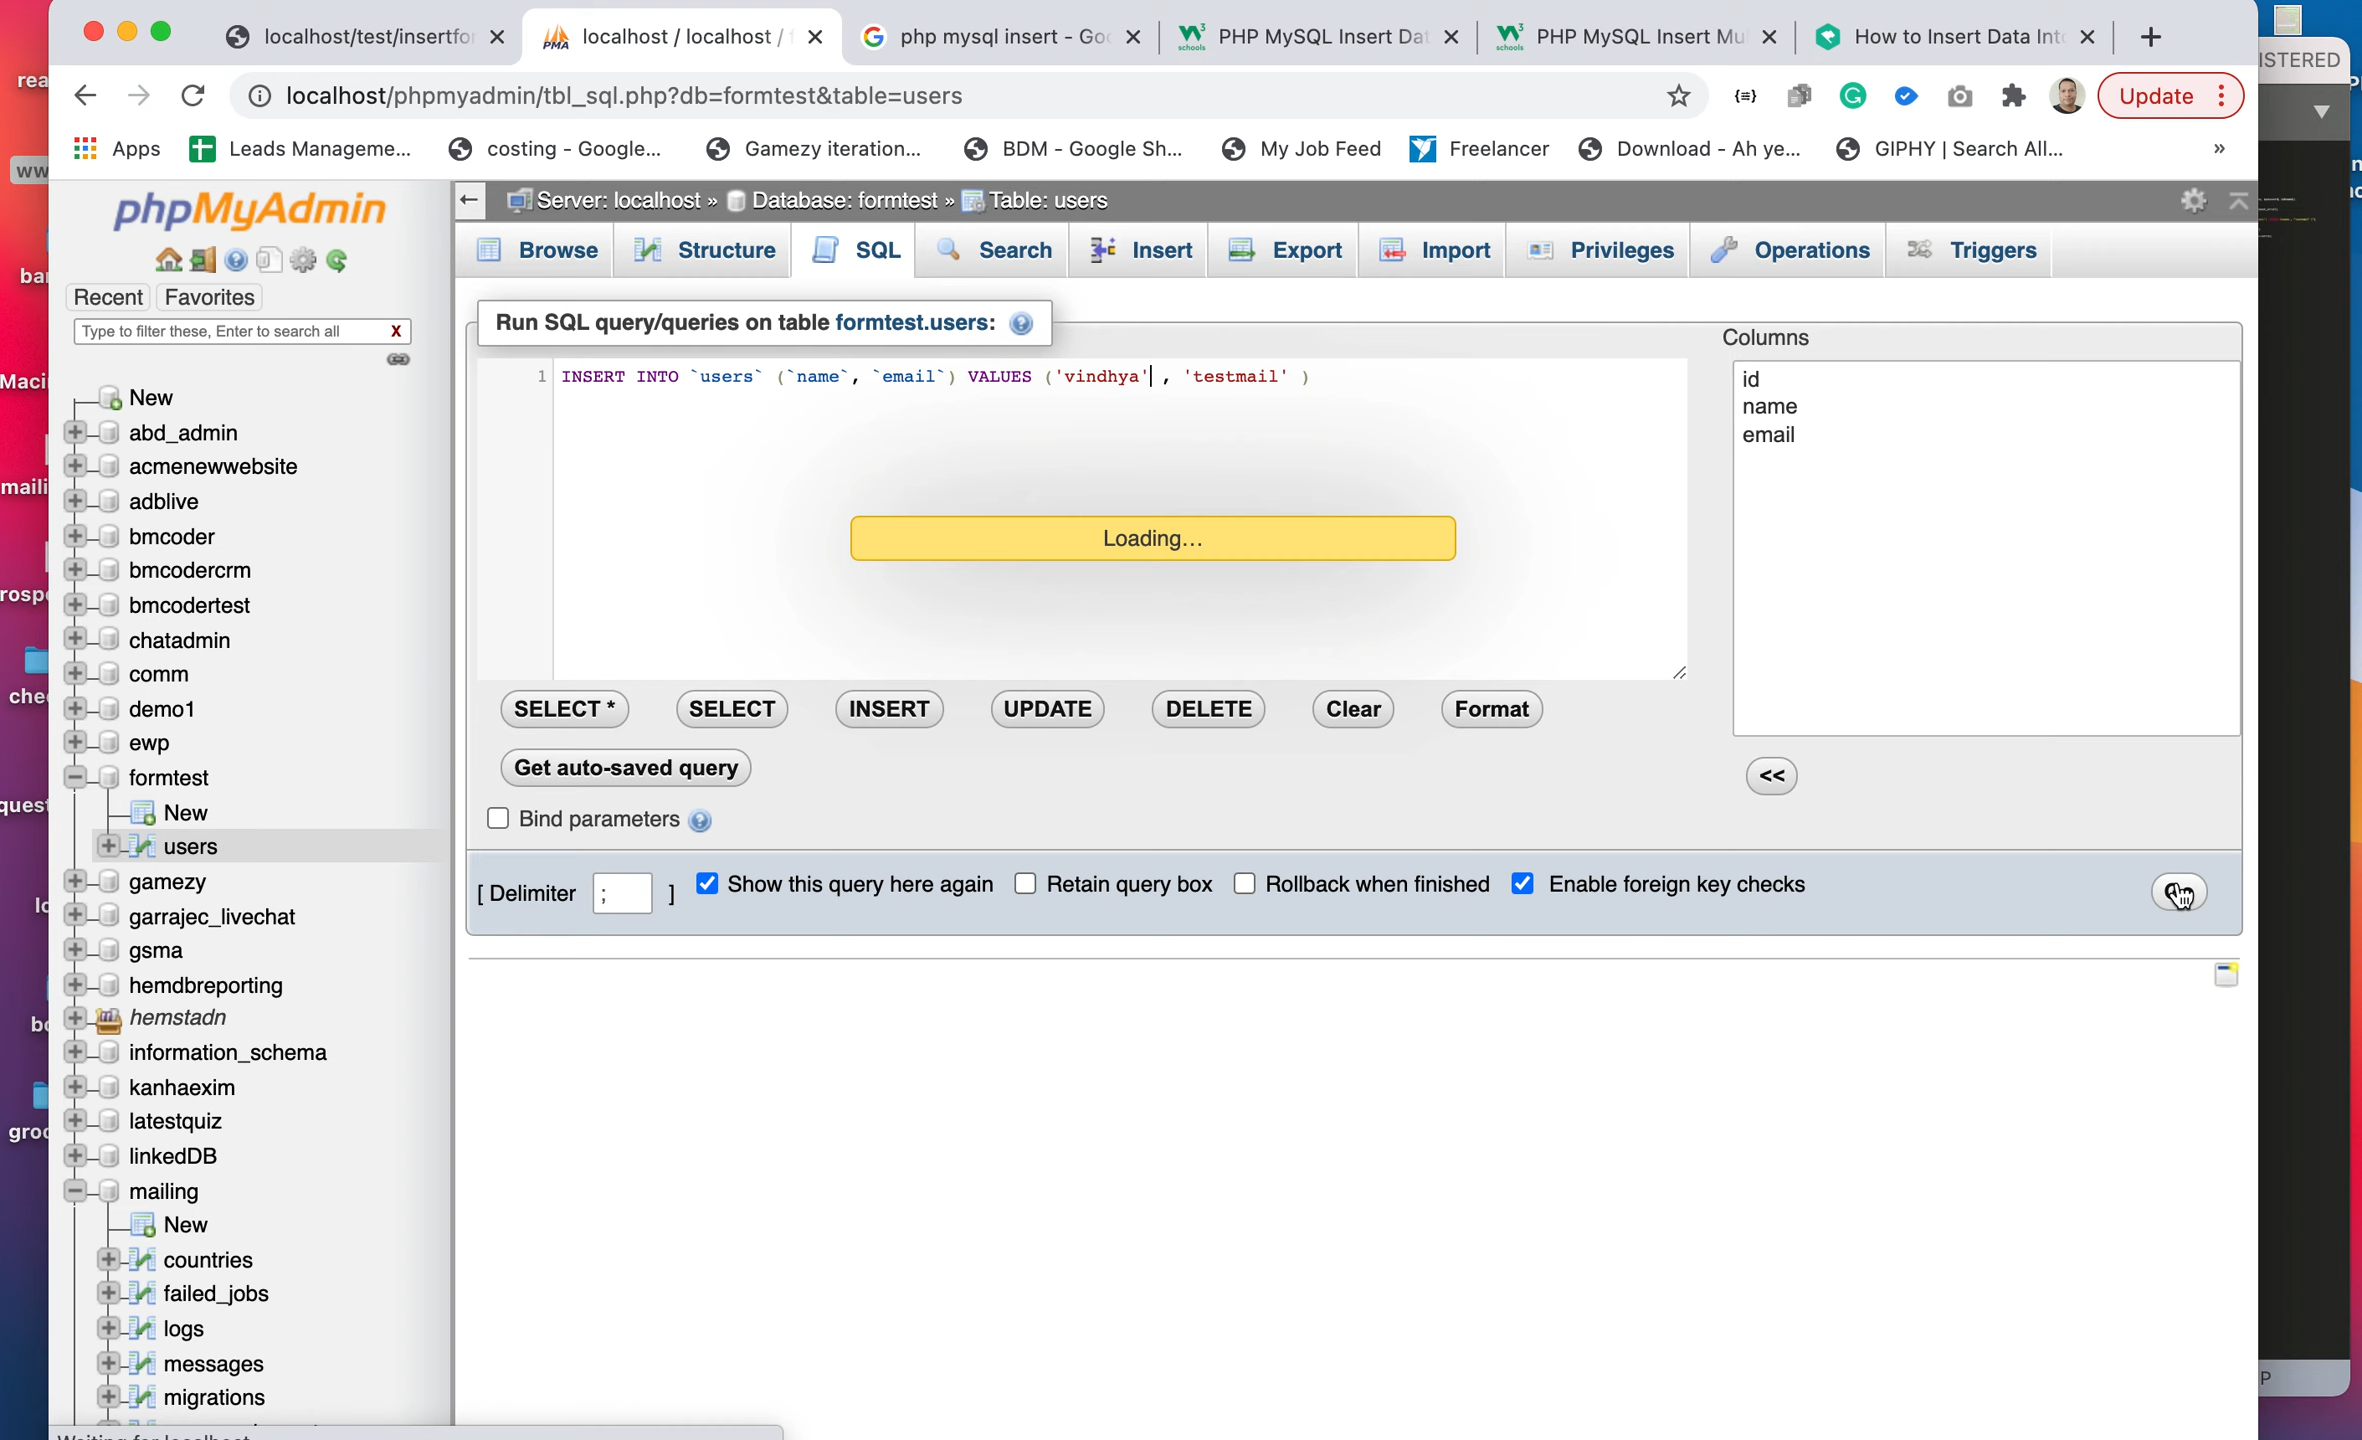 localhost/test/insertfo
localhost / localhost /
php mysql insert - Go
PHP MySQL Insert Da
PHP MySQL Insert Mu
How to Insert Data Int
localhost/phpmyadmin/tbl_sql.php?db=formtest&table=users
Update
Apps
Leads Manageme...
costing - Google...
Gamezy iteration...
BDM - Google Sh...
My Job Feed
Freelancer
Download - Ah ye...
GIPHY | Search All...
»
ISTERED
phpMyAdmin
Recent
Favorites
Type to filter these, Enter to search all
X
New
abd_admin
acmenewwebsite
adblive
bmcoder
bmcodercrm
bmcodertest
chatadmin
comm
demo1
ewp
formtest
New
users
gamezy
garrajec_livechat
gsma
hemdbreporting
hemstadn
information_schema
kanhaexim
latestquiz
linkedDB
mailing
New
countries
failed_jobs
logs
messages
migrations
Server: localhost » Database: formtest » Table: users
Browse
Structure
SQL
Search
Insert
Export
Import
Privileges
Operations
Triggers
Run SQL query/queries on table formtest.users:
1 INSERT INTO `users` (`name`, `email`) VALUES ('vindhya' , 'testmail' )
Loading...
Columns
id
name
email
SELECT *
SELECT
INSERT
UPDATE
DELETE
Clear
Format
Get auto-saved query
<<
Bind parameters
[ Delimiter ; ]
Show this query here again
Retain query box
Rollback when finished
Enable foreign key checks
Waiting for localhost